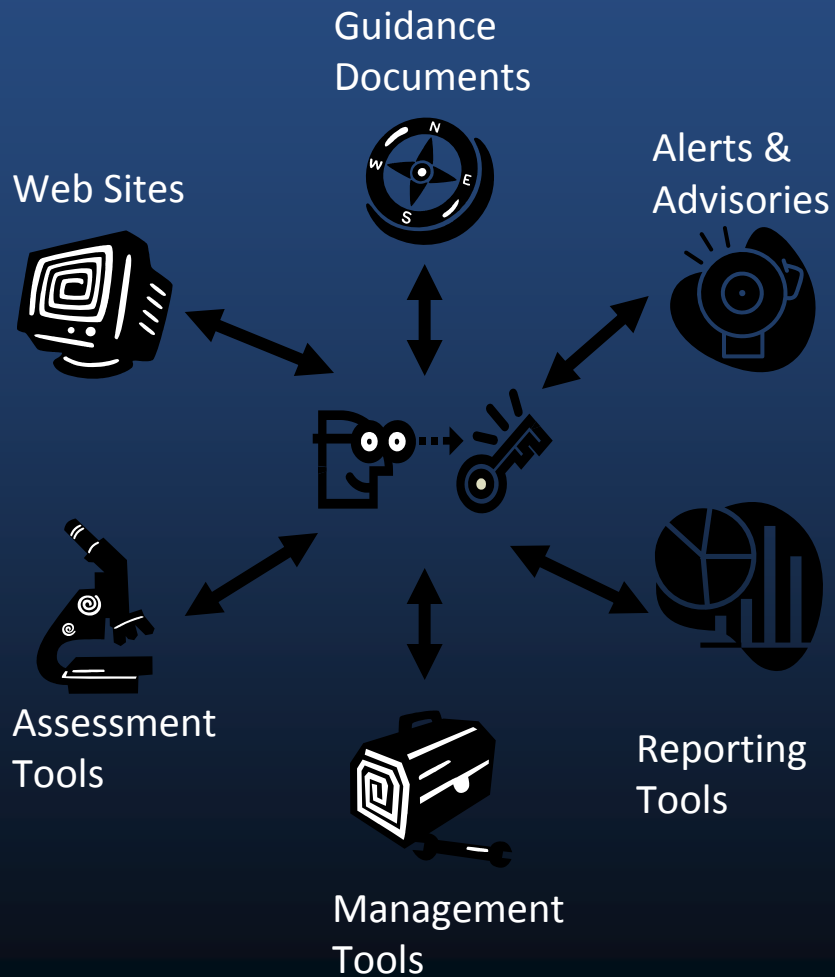 Guidance
Documents
Alerts &
Advisories
Web Sites
N
W
E
S
Assessment
Tools
Reporting
Tools
Management
Tools